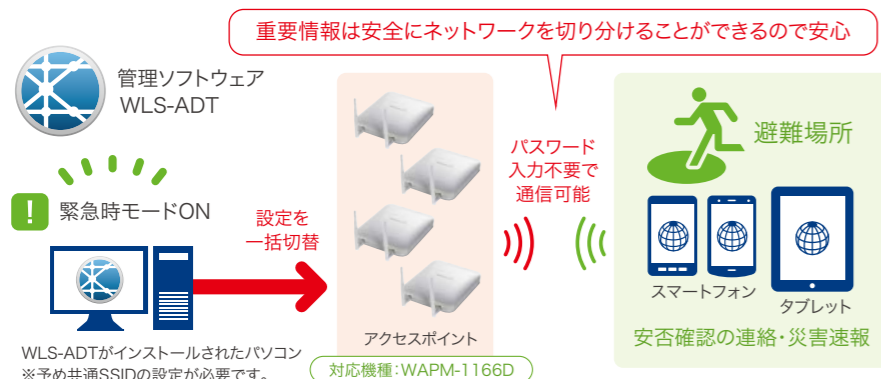 重要情報は安全にネットワークを切り分けることができるので安心
管理ソフトウェア
WLS-ADT
!
緊急時モードON
設定を
一括切替
パスワード
入力不要で
通信可能
避難場所
スマートフォン
タブレット
安否確認の連絡・災害速報
アクセスポイント
対応機種:WAPM-1166D
WLS-ADTがインストールされたパソコン
※予め共通SSIDの設定が必要です。